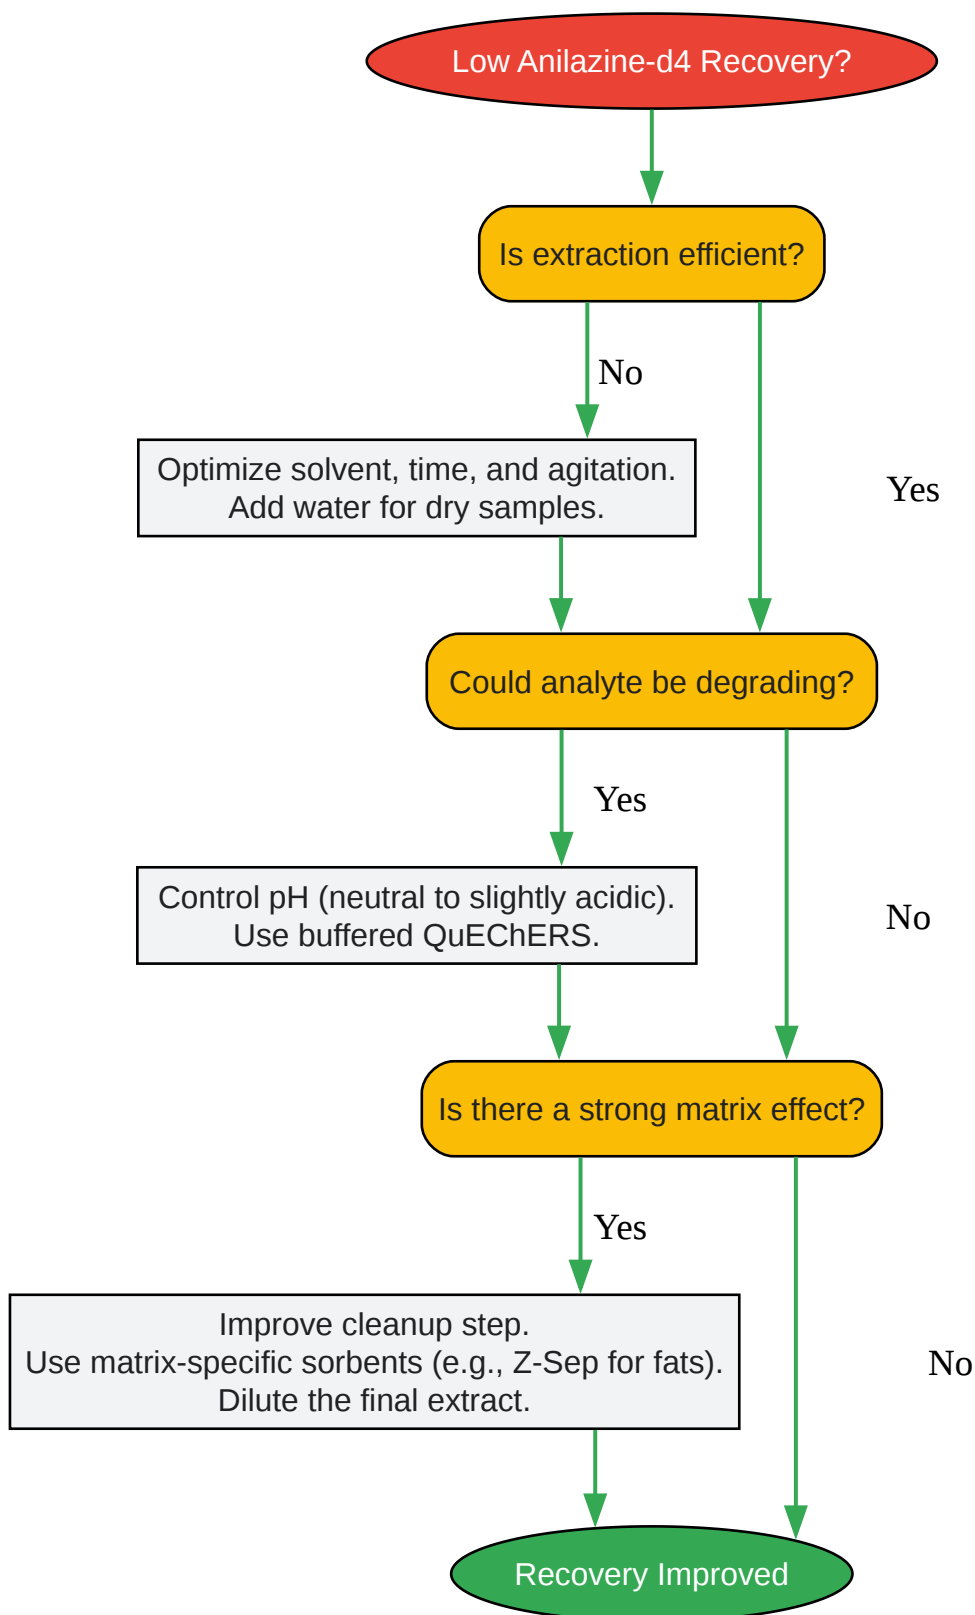 Low Anilazine-d4 Recovery?
Is extraction efficient?
No
Optimize solvent, time, and agitation.
Add water for dry samples.
Yes
Could analyte be degrading?
Yes
Control pH (neutral to slightly acidic).
Use buffered QuEChERS.
No
Is there a strong matrix effect?
Yes
Improve cleanup step.
Use matrix-specific sorbents (e.g., Z-Sep for fats).
Dilute the final extract.
No
Recovery Improved